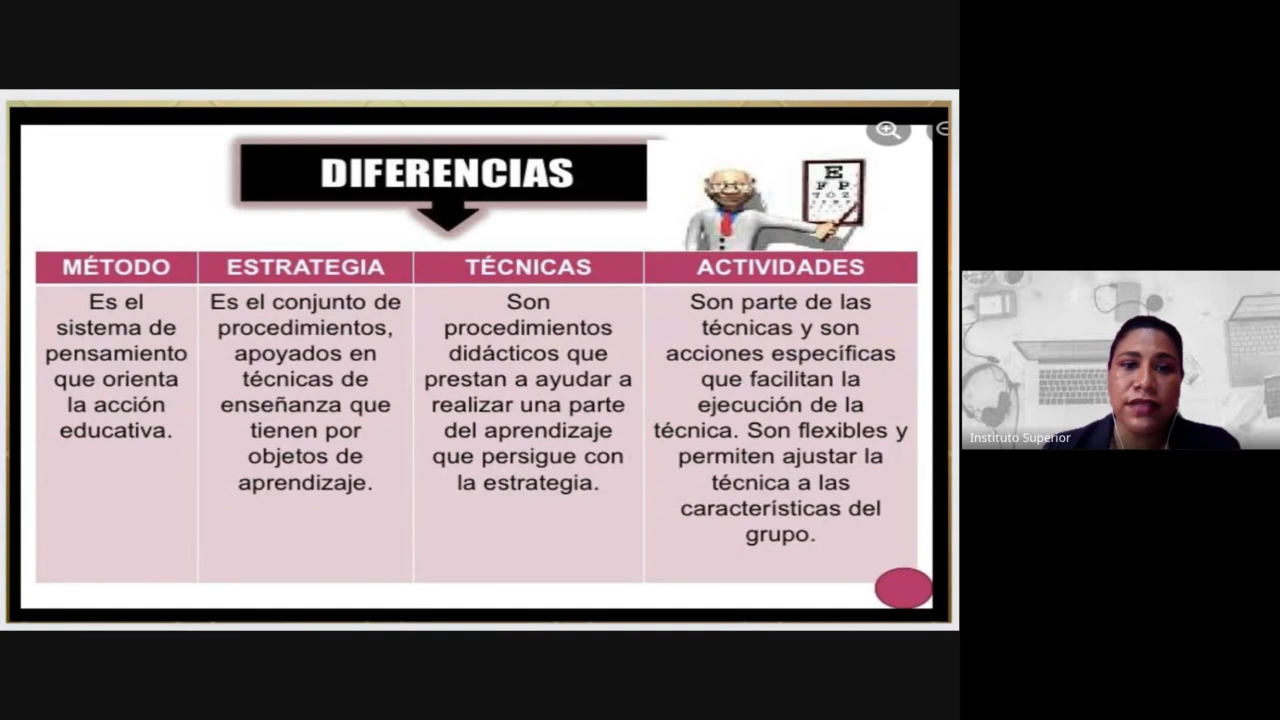 DIFERENCIAS
E
F P
MÉTODO
Es el
sistema de
pensamiento
que orienta
la acción
educativa.
ESTRATEGIA
Es el conjunto de
procedimientos,
apoyados en
técnicas de
enseñanza que
tienen por
objetos de
aprendizaje.
TÉCNICAS
Son
procedimientos
didácticos que
prestan a ayudar a
realizar una parte
del aprendizaje
que persigue con
la estrategia.
ACTIVIDADES
Son parte de las
técnicas y son
acciones específicas
que facilitan la
ejecución de la
técnica. Son flexibles y
permiten ajustar la
técnica a las
características del
grupo.
Instituto Superior